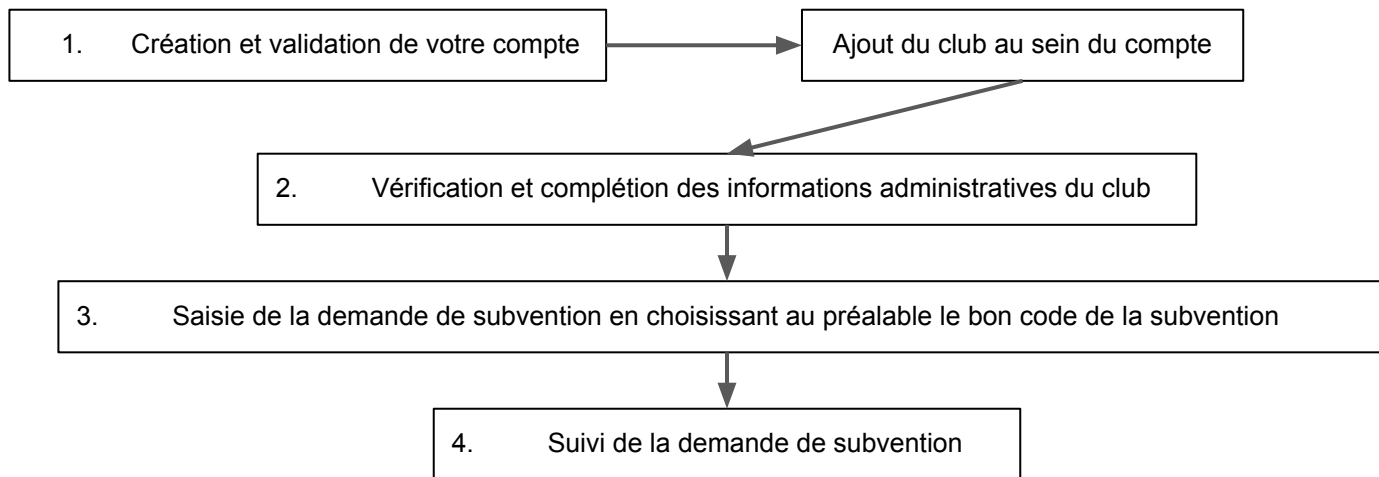 1. Création et validation de votre compte
Ajout du club au sein du compte
2. Vérification et complétion des informations administratives du club
3. Saisie de la demande de subvention en choisissant au préalable le bon code de la subvention
4. Suivi de la demande de subvention